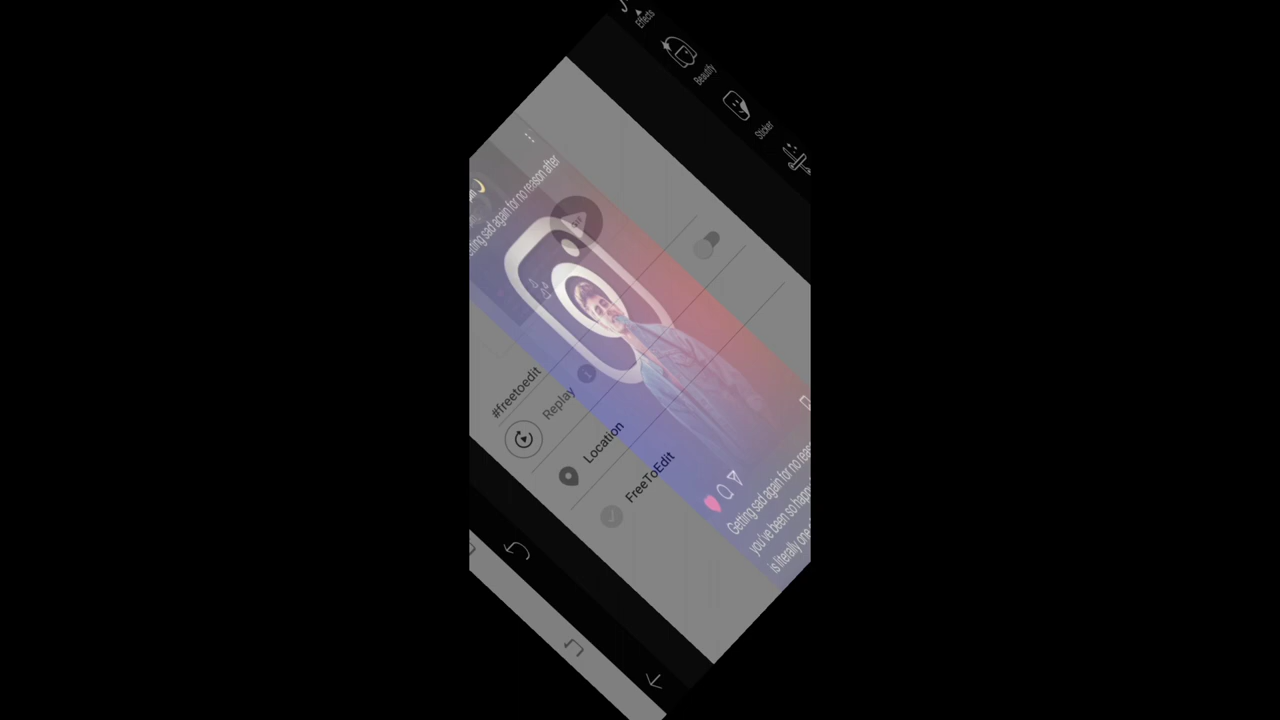 Effects
Beautify
Sticker
etting sad again for no reason after
#freetoedit
Replay
Location
FreeToEdit
Getting sad again for no reas
you've been so happ
is literally one